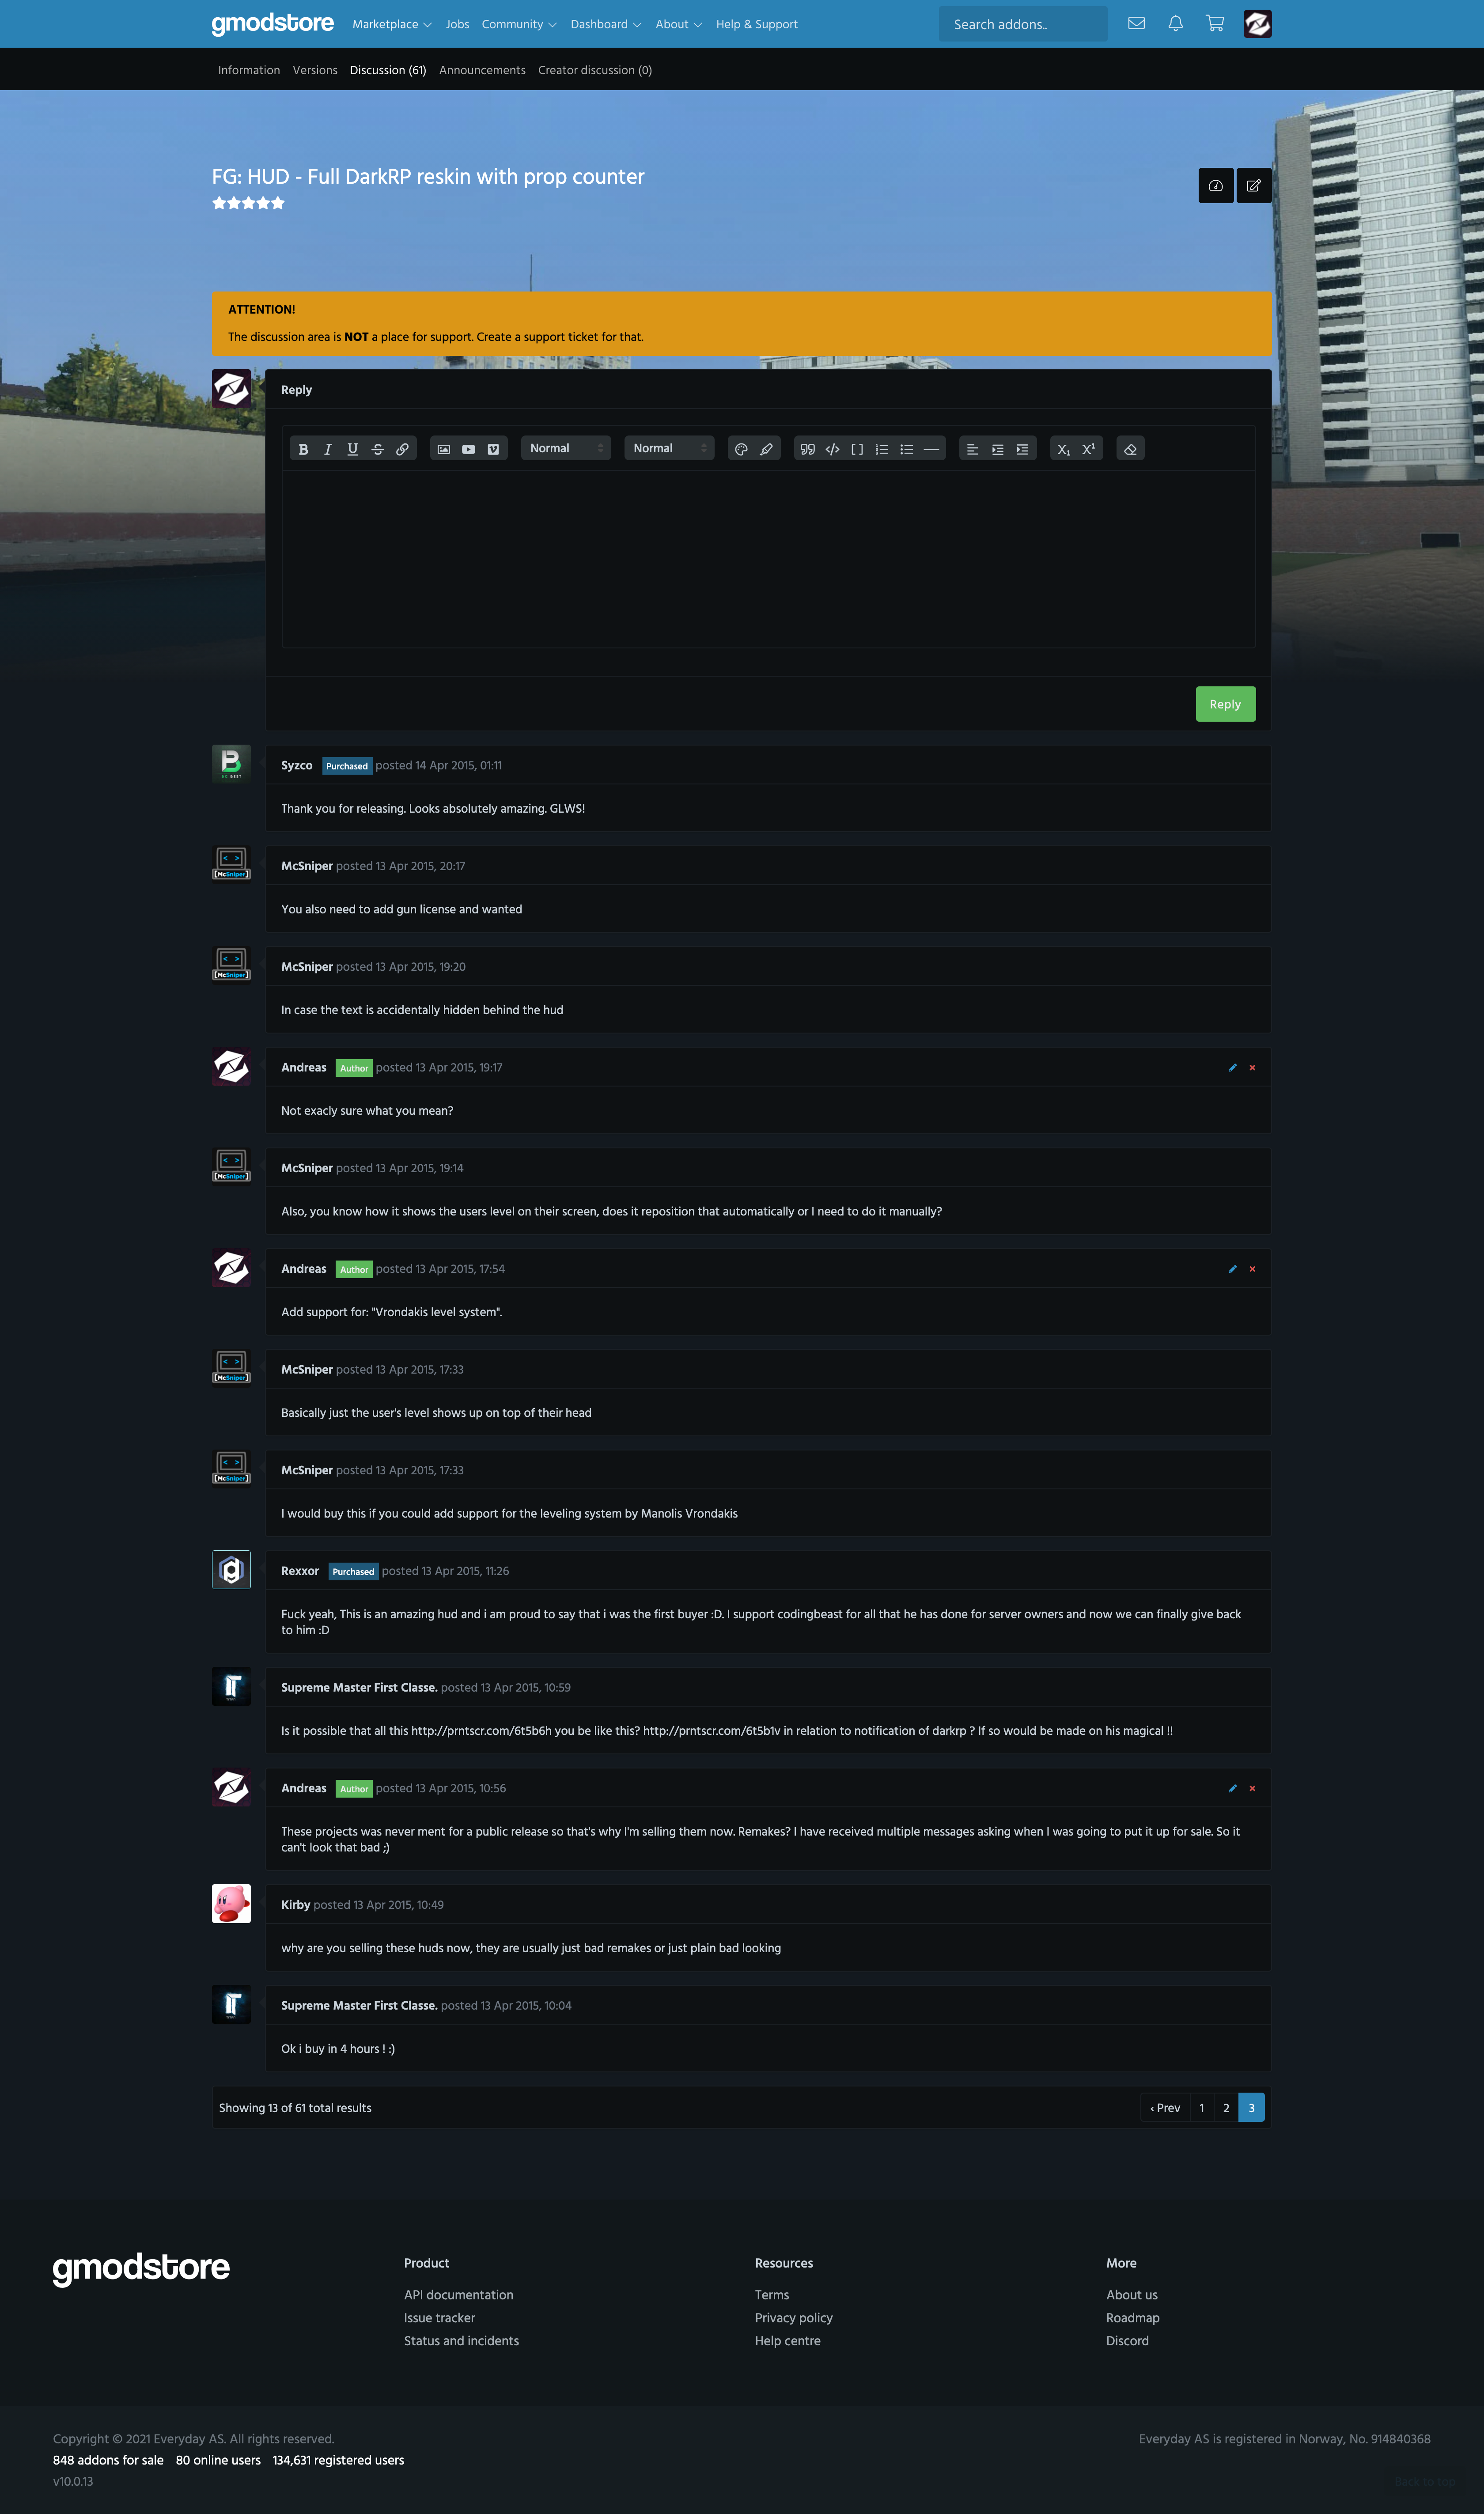 gmodstore Marketplace Jobs Community Dashboard About Help & Support Search addons..
Information Versions Discussion (61) Announcements Creator discussion (0)
FG: HUD - Full DarkRP reskin with prop counter
ATTENTION!
The discussion area is NOT a place for support. Create a support ticket for that.
Reply
Normal Normal
Reply
Syzco Purchased posted 14 Apr 2015, 01:11
Thank you for releasing. Looks absolutely amazing. GLWS!
McSniper posted 13 Apr 2015, 20:17
You also need to add gun license and wanted
McSniper posted 13 Apr 2015, 19:20
In case the text is accidentally hidden behind the hud
Andreas Author posted 13 Apr 2015, 19:17
Not exacly sure what you mean?
McSniper posted 13 Apr 2015, 19:14
Also, you know how it shows the users level on their screen, does it reposition that automatically or I need to do it manually?
Andreas Author posted 13 Apr 2015, 17:54
Add support for: "Vrondakis level system".
McSniper posted 13 Apr 2015, 17:33
Basically just the user's level shows up on top of their head
McSniper posted 13 Apr 2015, 17:33
I would buy this if you could add support for the leveling system by Manolis Vrondakis
Rexxor Purchased posted 13 Apr 2015, 11:26
Fuck yeah, This is an amazing hud and i am proud to say that i was the first buyer :D. I support codingbeast for all that he has done for server owners and now we can finally give back
to him :D
Supreme Master First Classe. posted 13 Apr 2015, 10:59
Is it possible that all this http://prntscr.com/6t5b6h you be like this? http://prntscr.com/6t5b1v in relation to notification of darkrp ? If so would be made on his magical !!
Andreas Author posted 13 Apr 2015, 10:56
These projects was never ment for a public release so that's why I'm selling them now. Remakes? I have received multiple messages asking when I was going to put it up for sale. So it
can't look that bad ;)
Kirby posted 13 Apr 2015, 10:49
why are you selling these huds now, they are usually just bad remakes or just plain bad looking
Supreme Master First Classe. posted 13 Apr 2015, 10:04
Ok i buy in 4 hours ! :)
Showing 13 of 61 total results ‹ Prev 1 2 3
gmodstore
Product
API documentation
Issue tracker
Status and incidents
Resources
Terms
Privacy policy
Help centre
More
About us
Roadmap
Discord
Copyright © 2021 Everyday AS. All rights reserved.
848 addons for sale 80 online users 134,631 registered users
v10.0.13
Everyday AS is registered in Norway, No. 914840368
Back to top